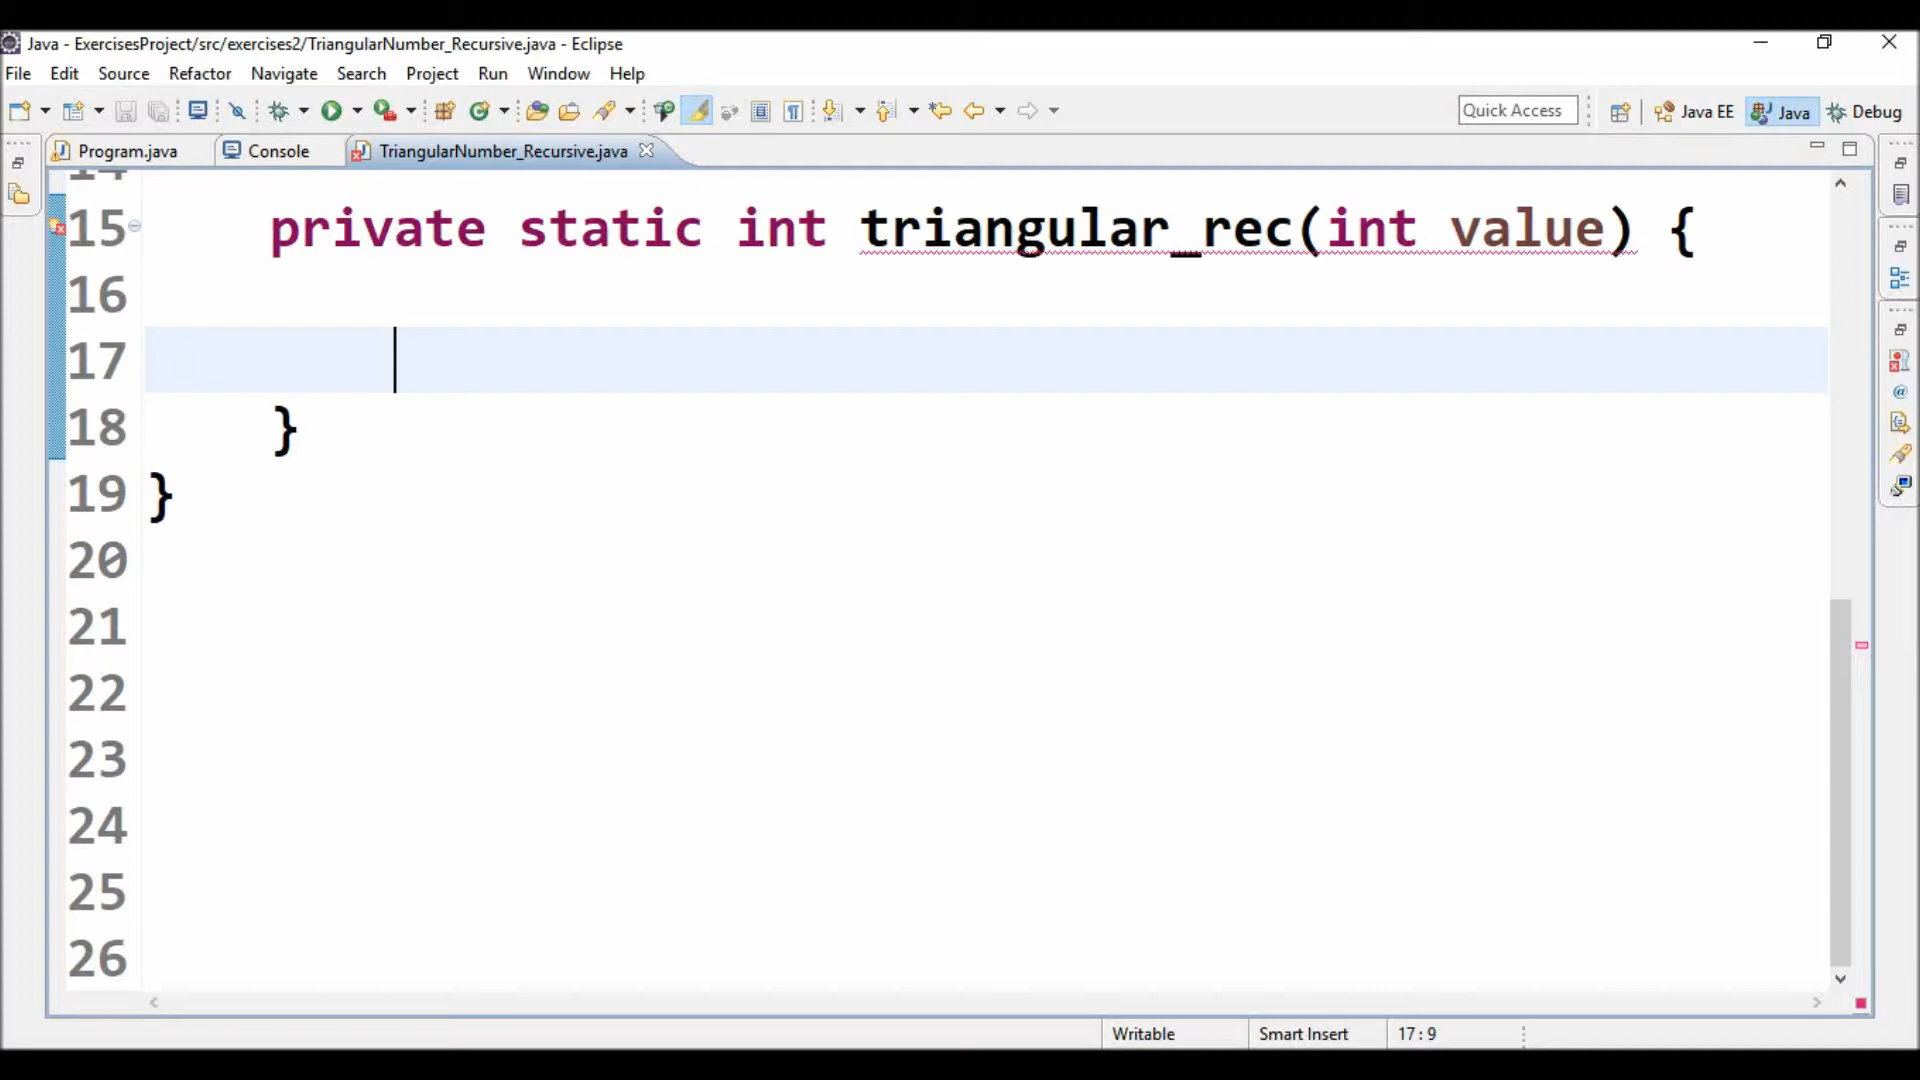 Java - ExercisesProject/src/exercises2/TriangularNumber_Recursive.java - Eclipse
File Edit Source Refactor Navigate Search Project Run Window Help
Quick Access Java EE Java Debug
Program.java Console TriangularNumber_Recursive.java
14
15 private static int triangular_rec(int value) {
16
17
18 }
19 }
20
21
22
23
24
25
26
Writable Smart Insert 17 : 9